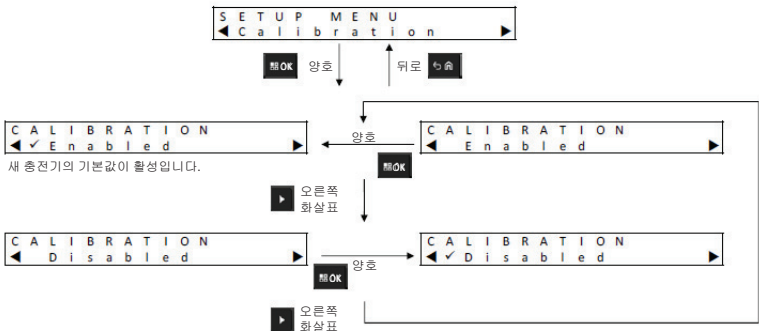 SETUP MENU
◀Calibration▶
OK 양호
뒤로
CALIBRATION
◀✓Enabled▶
새 충전기의 기본값이 활성입니다.
양호
OK
CALIBRATION
◀ Enabled▶
오른쪽
화살표
CALIBRATION
◀ Disabled▶
양호
OK
CALIBRATION
◀✓Disabled▶
오른쪽
화살표